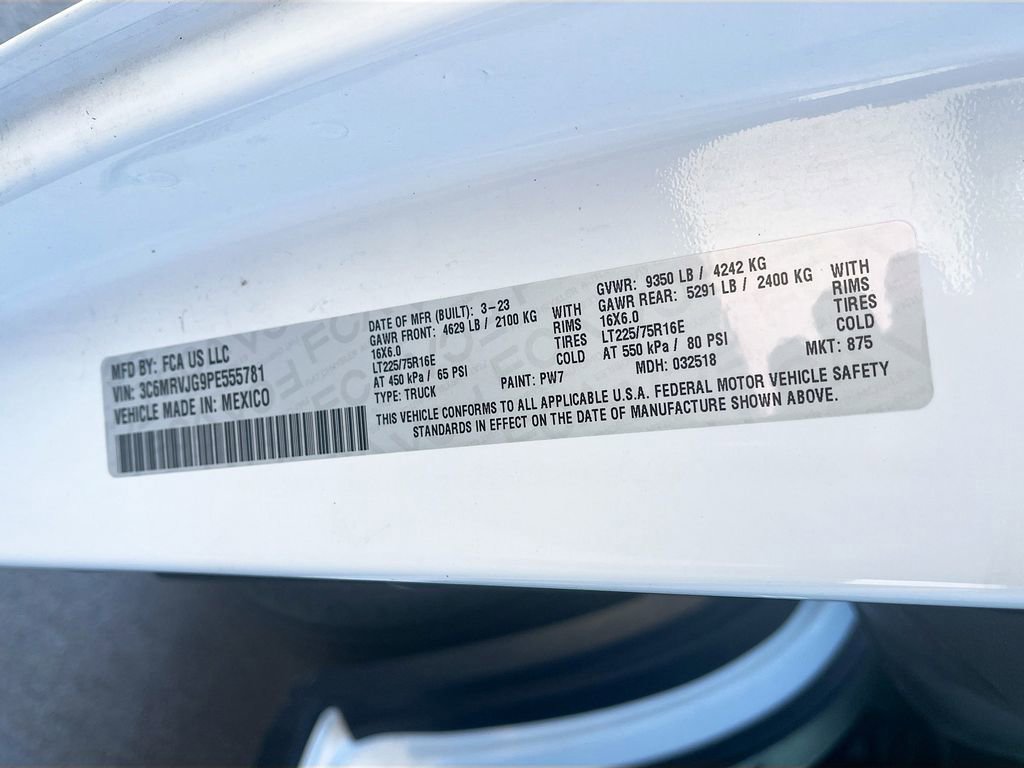 MFD BY: FCA US LLC
VIN: 3C6MRVJG9PE555781
VEHICLE MADE IN: MEXICO
DATE OF MFR (BUILT): 3-23
GAWR FRONT: 4629 LB / 2100 KG WITH
16X6.0 RIMS
LT225/75R16E TIRES
AT 450 kPa / 65 PSI COLD
TYPE: TRUCK PAINT: PW7
GVWR: 9350 LB / 4242 KG
GAWR REAR: 5291 LB / 2400 KG WITH
16X6.0 RIMS
LT225/75R16E TIRES
AT 550 kPa / 80 PSI COLD
MDH: 032518 MKT: 875
THIS VEHICLE CONFORMS TO ALL APPLICABLE U.S.A. FEDERAL MOTOR VEHICLE SAFETY
STANDARDS IN EFFECT ON THE DATE OF MANUFACTURE SHOWN ABOVE.